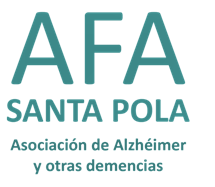 AFA
SANTA POLA
Asociación de Alzhéimer
y otras demencias